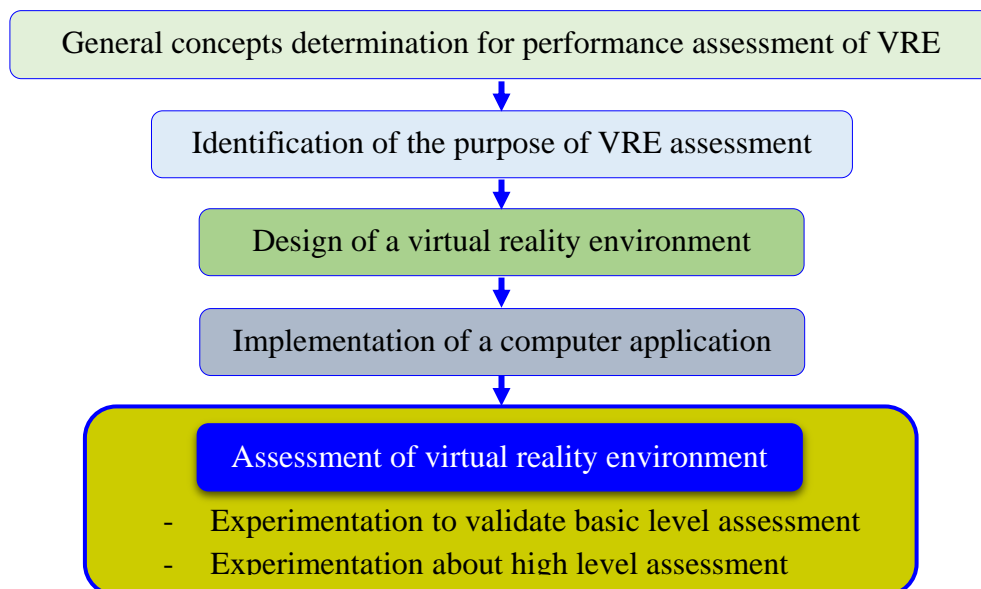 General concepts determination for performance assessment of VRE
Identification of the purpose of VRE assessment
Design of a virtual reality environment
Implementation of a computer application
Assessment of virtual reality environment
- Experimentation to validate basic level assessment
- Experimentation about high level assessment